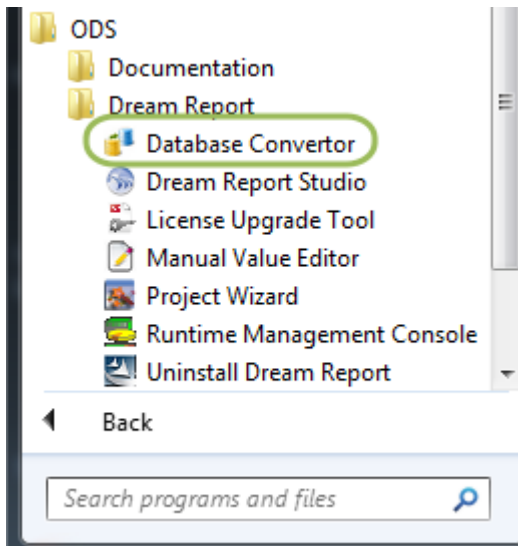 ODS
Documentation
Dream Report
Database Convertor
Dream Report Studio
License Upgrade Tool
Manual Value Editor
Project Wizard
Runtime Management Console
Uninstall Dream Report
Back
Search programs and files